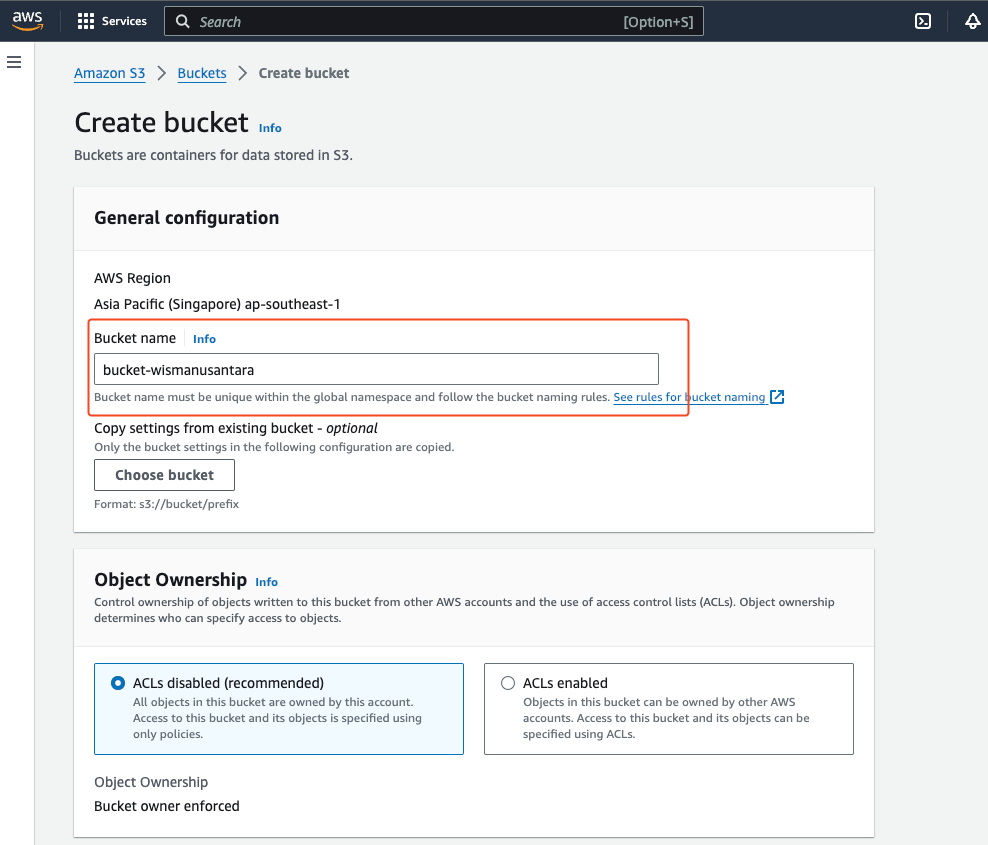 aws
Services
Search
[Option+S]
Amazon S3 > Buckets > Create bucket
Create bucket Info
Buckets are containers for data stored in S3.
General configuration
AWS Region
Asia Pacific (Singapore) ap-southeast-1
Bucket name Info
bucket-wismanusantara
Bucket name must be unique within the global namespace and follow the bucket naming rules. See rules for bucket naming
Copy settings from existing bucket - optional
Only the bucket settings in the following configuration are copied.
Choose bucket
Format: s3://bucket/prefix
Object Ownership Info
Control ownership of objects written to this bucket from other AWS accounts and the use of access control lists (ACLs). Object ownership
determines who can specify access to objects.
ACLs disabled (recommended)
All objects in this bucket are owned by this account.
Access to this bucket and its objects is specified using
only policies.
ACLs enabled
Objects in this bucket can be owned by other AWS
accounts. Access to this bucket and its objects can be
specified using ACLs.
Object Ownership
Bucket owner enforced